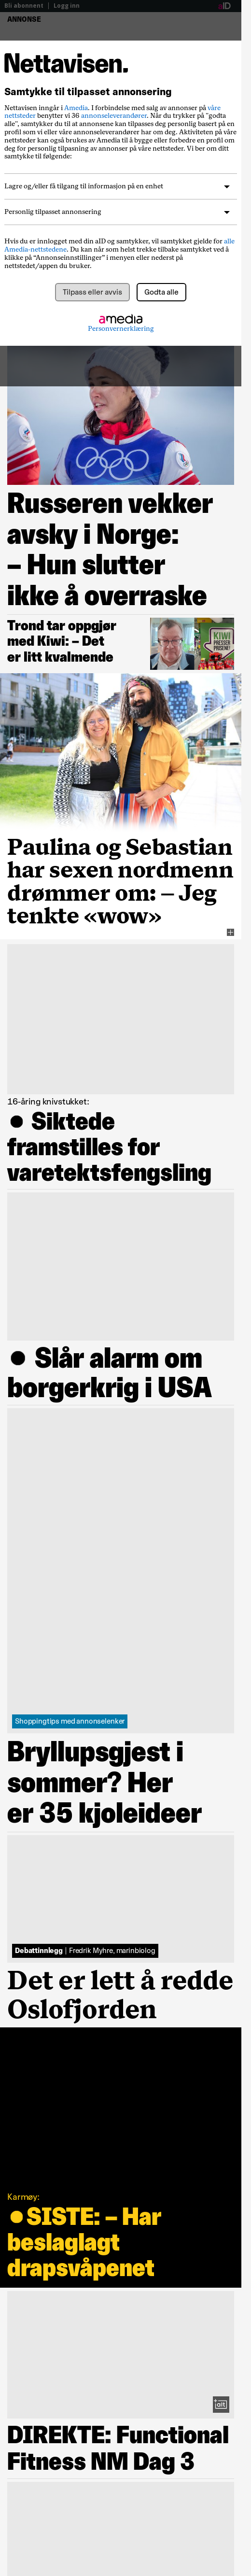 Bli abonnent | Logg inn
aID
ANNONSE
Nettavisen.
Samtykke til tilpasset annonsering
Nettavisen inngår i Amedia. I forbindelse med salg av annonser på våre
nettsteder benytter vi 36 annonseleverandører. Når du trykker på "godta
alle", samtykker du til at annonsene kan tilpasses deg personlig basert på en
profil som vi eller våre annonseleverandører har om deg. Aktiviteten på våre
nettsteder kan også brukes av Amedia til å bygge eller forbedre en profil om
deg for personlig tilpasning av annonser på våre nettsteder. Vi ber om ditt
samtykke til følgende:
Lagre og/eller få tilgang til informasjon på en enhet
Personlig tilpasset annonsering
Hvis du er innlogget med din aID og samtykker, vil samtykket gjelde for alle
Amedia-nettstedene. Du kan når som helst trekke tilbake samtykket ved å
klikke på “Annonseinnstillinger” i menyen eller nederst på
nettstedet/appen du bruker.
Tilpass eller avvis
Godta alle
amedia
Personvernerklæring
Russeren vekker
avsky i Norge:
– Hun slutter
ikke å overraske
Trond tar oppgjør
med Kiwi: – Det
er litt kvalmende
KIWI
PRESSER
PRISENE!
Paulina og Sebastian
har sexen nordmenn
drømmer om: – Jeg
tenkte «wow»
16-åring knivstukket:
● Siktede
framstilles for
varetektsfengsling
● Slår alarm om
borgerkrig i USA
Shoppingtips med annonselenker
Bryllupsgjest i
sommer? Her
er 35 kjoleideer
Debattinnlegg | Fredrik Myhre, marinbiolog
Det er lett å redde
Oslofjorden
Karmøy:
●SISTE: – Har
beslaglagt
drapsvåpenet
alt
DIREKTE: Functional
Fitness NM Dag 3